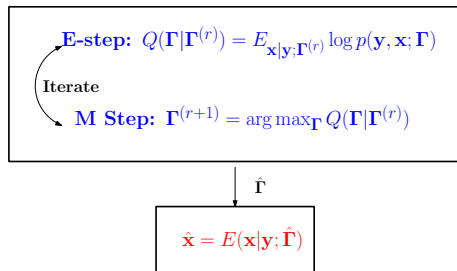 E-step: Q(Γ|Γ^(r)) = E_{x|y;Γ^(r)} log p(y, x; Γ)
Iterate
M Step: Γ^(r+1) = arg max_Γ Q(Γ|Γ^(r))
Γ̂
x̂ = E(x|y; Γ̂)